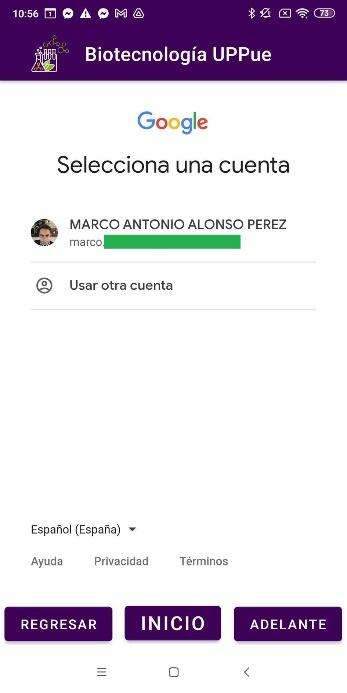 10:56
73
Biotecnología UPPue
Google
Selecciona una cuenta
MARCO ANTONIO ALONSO PEREZ
marco.
Usar otra cuenta
Español (España)
Ayuda Privacidad Términos
REGRESAR INICIO ADELANTE